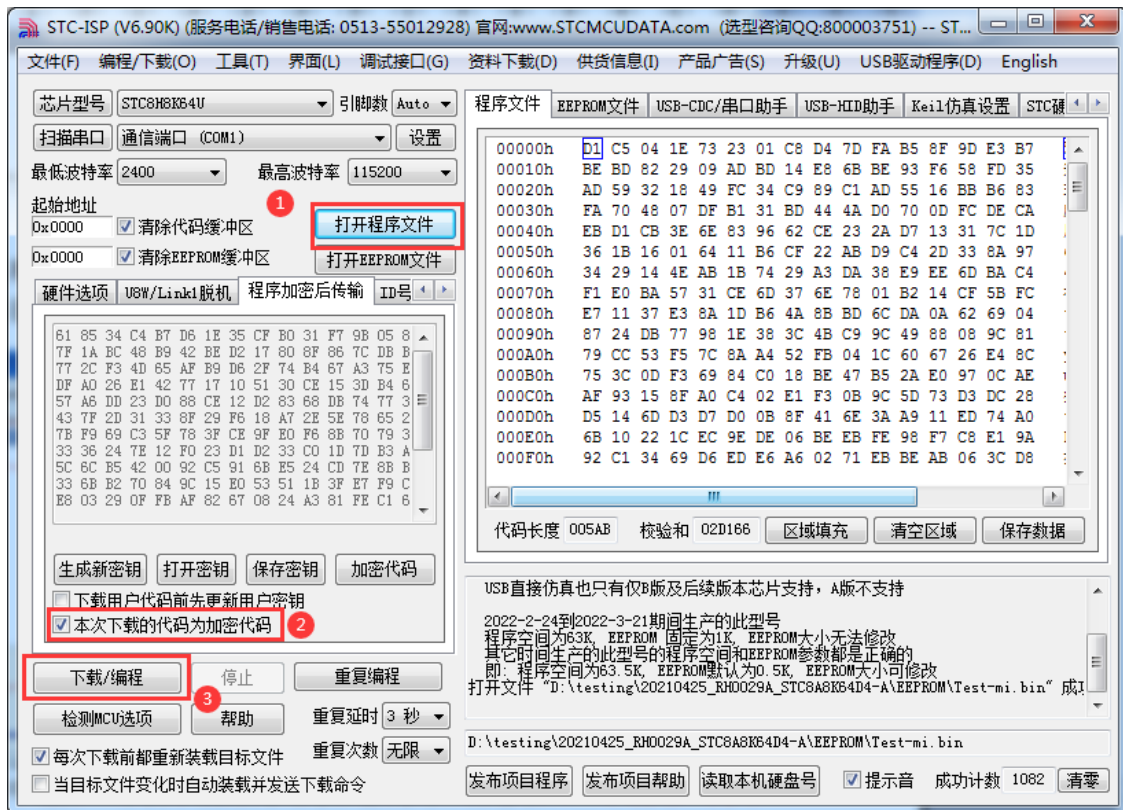 STC-ISP (V6.90K) (服务电话/销售电话: 0513-55012928) 官网:www.STCMCUDATA.com (选型咨询QQ:800003751) -- ST...
文件(F) 编程/下载(O) 工具(T) 界面(L) 调试接口(G) 资料下载(D) 供货信息(I) 产品广告(S) 升级(U) USB驱动程序(D) English
芯片型号 STC8H8K64U 引脚数 Auto
扫描串口 通信端口 (COM1) 设置
最低波特率 2400 最高波特率 115200
起始地址
0x0000 清除代码缓冲区 1 打开程序文件
0x0000 清除EEPROM缓冲区 打开EEPROM文件
硬件选项 U8W/Link1脱机 程序加密后传输 ID号
61 85 34 C4 B7 D6 1E 35 CF B0 31 F7 9B 05 8
7F 1A BC 48 B9 42 BE D2 17 80 8F 86 7C DB B
77 2C F3 4D 65 AF B9 D6 2F 74 B4 67 A3 75 E
DF A0 26 E1 42 77 17 10 51 30 CE 15 3D B4 6
57 A6 DD 23 D0 88 CE 12 D2 83 68 DB 74 77 3
43 7F 2D 31 33 8F 29 F6 18 A7 2E 5E 78 65 2
7B F9 69 C3 5F 78 3F CE 9F E0 F6 8B 70 79 3
33 36 24 7E 12 F0 23 D1 D2 33 C0 1D 7D B3 A
5C 6C B5 42 00 92 C5 91 6B E5 24 CD 7E 8B B
33 6B B2 70 84 9C 15 E0 53 51 1B 3F E7 F9 C
E8 03 29 0F FB AF 82 67 08 24 A3 81 FE C1 6
生成新密钥 打开密钥 保存密钥 加密代码
下载用户代码前先更新用户密钥
本次下载的代码为加密代码 2
下载/编程 3 停止 重复编程
检测MCU选项 帮助 重复延时 3 秒
每次下载前都重新装载目标文件 重复次数 无限
当目标文件变化时自动装载并发送下载命令
程序文件 EEPROM文件 USB-CDC/串口助手 USB-HID助手 Keil仿真设置 STC硬
00000h D1 C5 04 1E 73 23 01 C8 D4 7D FA B5 8F 9D E3 B7
00010h BE BD 82 29 09 AD BD 14 E8 6B BE 93 F6 58 FD 35
00020h AD 59 32 18 49 FC 34 C9 89 C1 AD 55 16 BB B6 83
00030h FA 70 48 07 DF B1 31 BD 44 4A D0 70 0D FC DE CA
00040h EB D1 CB 3E 6E 83 96 62 CE 23 2A D7 13 31 7C 1D
00050h 36 1B 16 01 64 11 B6 CF 22 AB D9 C4 2D 33 8A 97
00060h 34 29 14 4E AB 1B 74 29 A3 DA 38 E9 EE 6D BA C4
00070h F1 E0 BA 57 31 CE 6D 37 6E 78 01 B2 14 CF 5B FC
00080h E7 11 37 E3 8A 1D B6 4A 8B BD 6C DA 0A 62 69 04
00090h 87 24 DB 77 98 1E 38 3C 4B C9 9C 49 88 08 9C 81
000A0h 79 CC 53 F5 7C 8A A4 52 FB 04 1C 60 67 26 E4 8C
000B0h 75 3C 0D F3 69 84 C0 18 BE 47 B5 2A E0 97 0C AE
000C0h AF 93 15 8F A0 C4 02 E1 F3 0B 9C 5D 73 D3 DC 28
000D0h D5 14 6D D3 D7 D0 0B 8F 41 6E 3A A9 11 ED 74 A0
000E0h 6B 10 22 1C EC 9E DE 06 BE EB FE 98 F7 C8 E1 9A
000F0h 92 C1 34 69 D6 ED E6 A6 02 71 EB BE AB 06 3C D8
代码长度 005AB 校验和 02D166 区域填充 清空区域 保存数据
USB直接仿真也只有仅B版及后续版本芯片支持，A版不支持
2022-2-24到2022-3-21期间生产的此型号
程序空间为63K, EEPROM 固定为1K, EEPROM大小无法修改
其它时间生产的此型号的程序空间和EEPROM参数都是正确的
即: 程序空间为63.5K, EEPROM默认为0.5K, EEPROM大小可修改
打开文件 "D:\testing\20210425_RH0029A_STC8A8K64D4-A\EEPROM\Test-mi.bin" 成功
D:\testing\20210425_RH0029A_STC8A8K64D4-A\EEPROM\Test-mi.bin
发布项目程序 发布项目帮助 读取本机硬盘号 提示音 成功计数 1082 清零